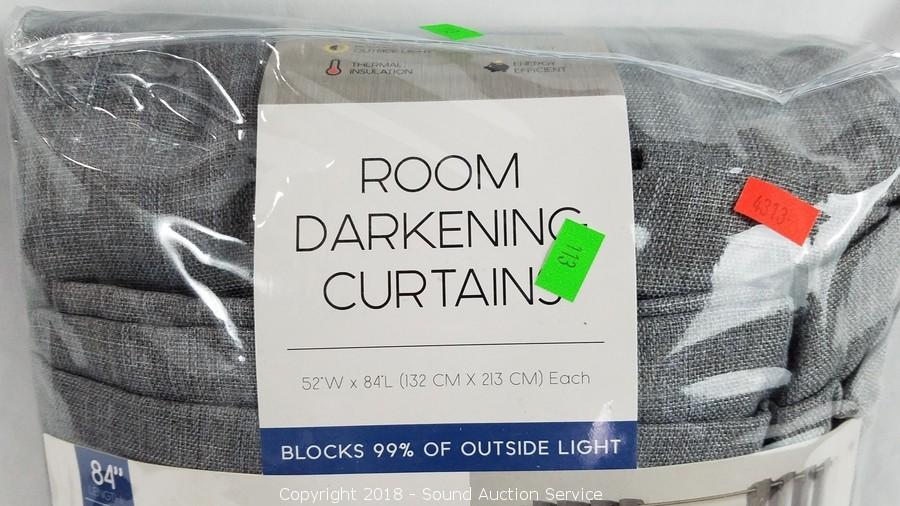 OUTSIDE LIGHT
THERMAL
INSULATION
ENERGY
EFFICIENT
ROOM
DARKENING
CURTAINS
113
4313
52"W x 84"L (132 CM X 213 CM) Each
BLOCKS 99% OF OUTSIDE LIGHT
84"
LENGTH
Copyright 2018 - Sound Auction Service